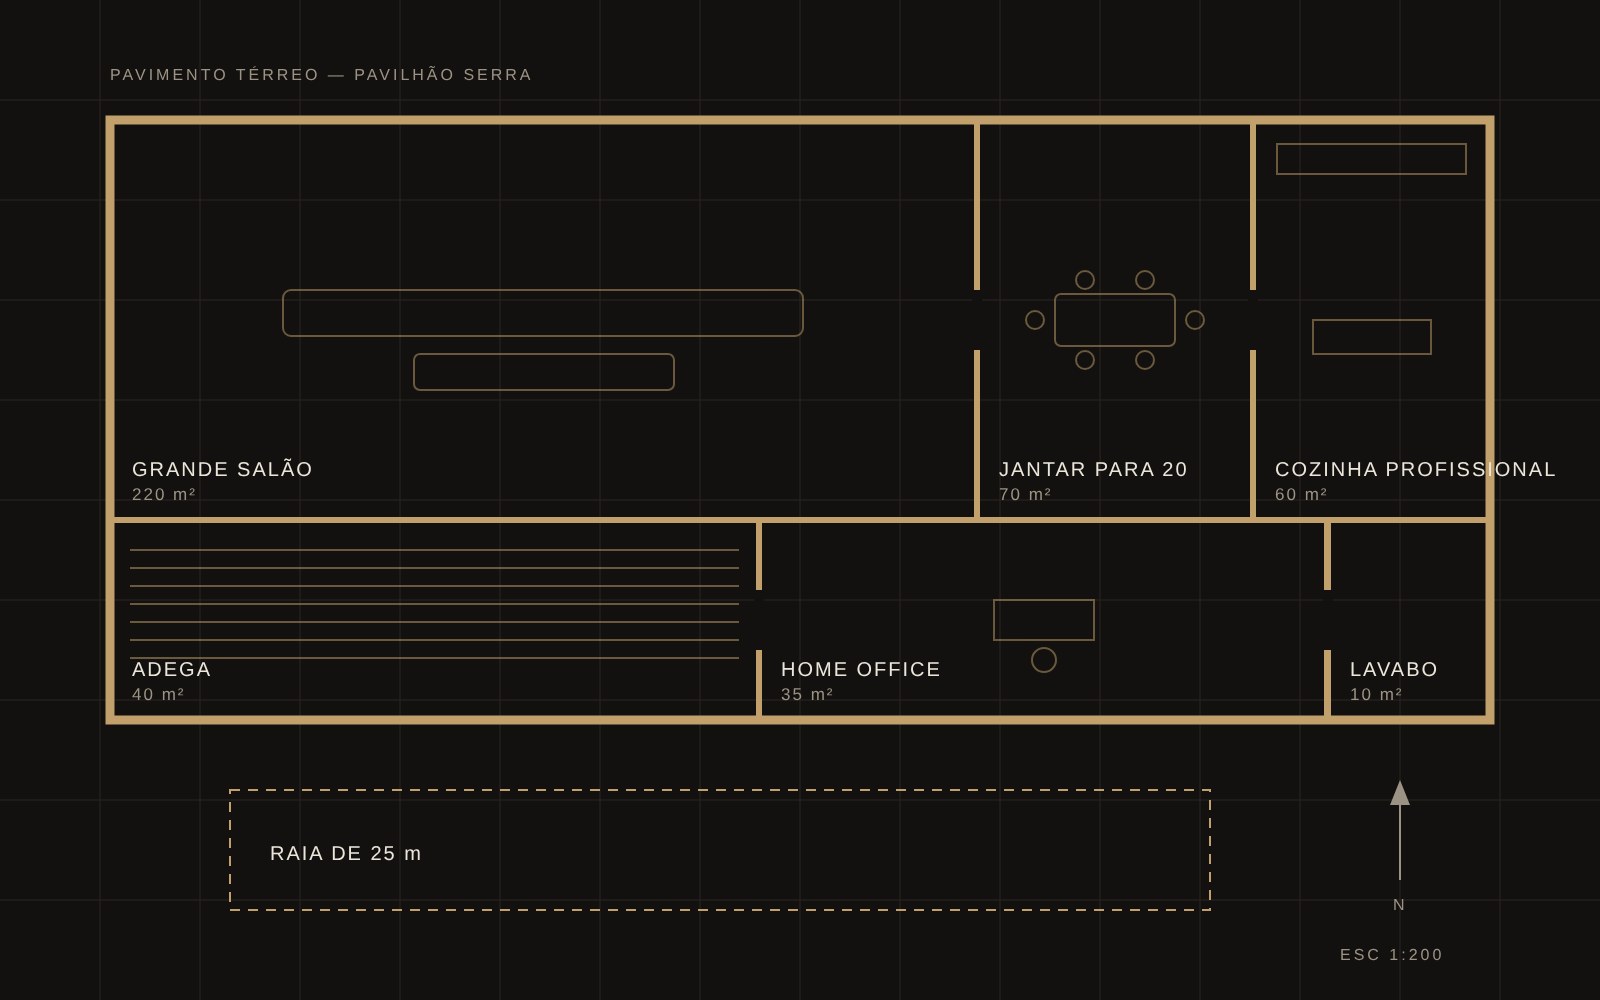 PAVIMENTO TÉRREO — PAVILHÃO SERRA
GRANDE SALÃO
220 m²
JANTAR PARA 20
70 m²
COZINHA PROFISSIONAL
60 m²
ADEGA
40 m²
HOME OFFICE
35 m²
LAVABO
10 m²
RAIA DE 25 m
N
ESC 1:200